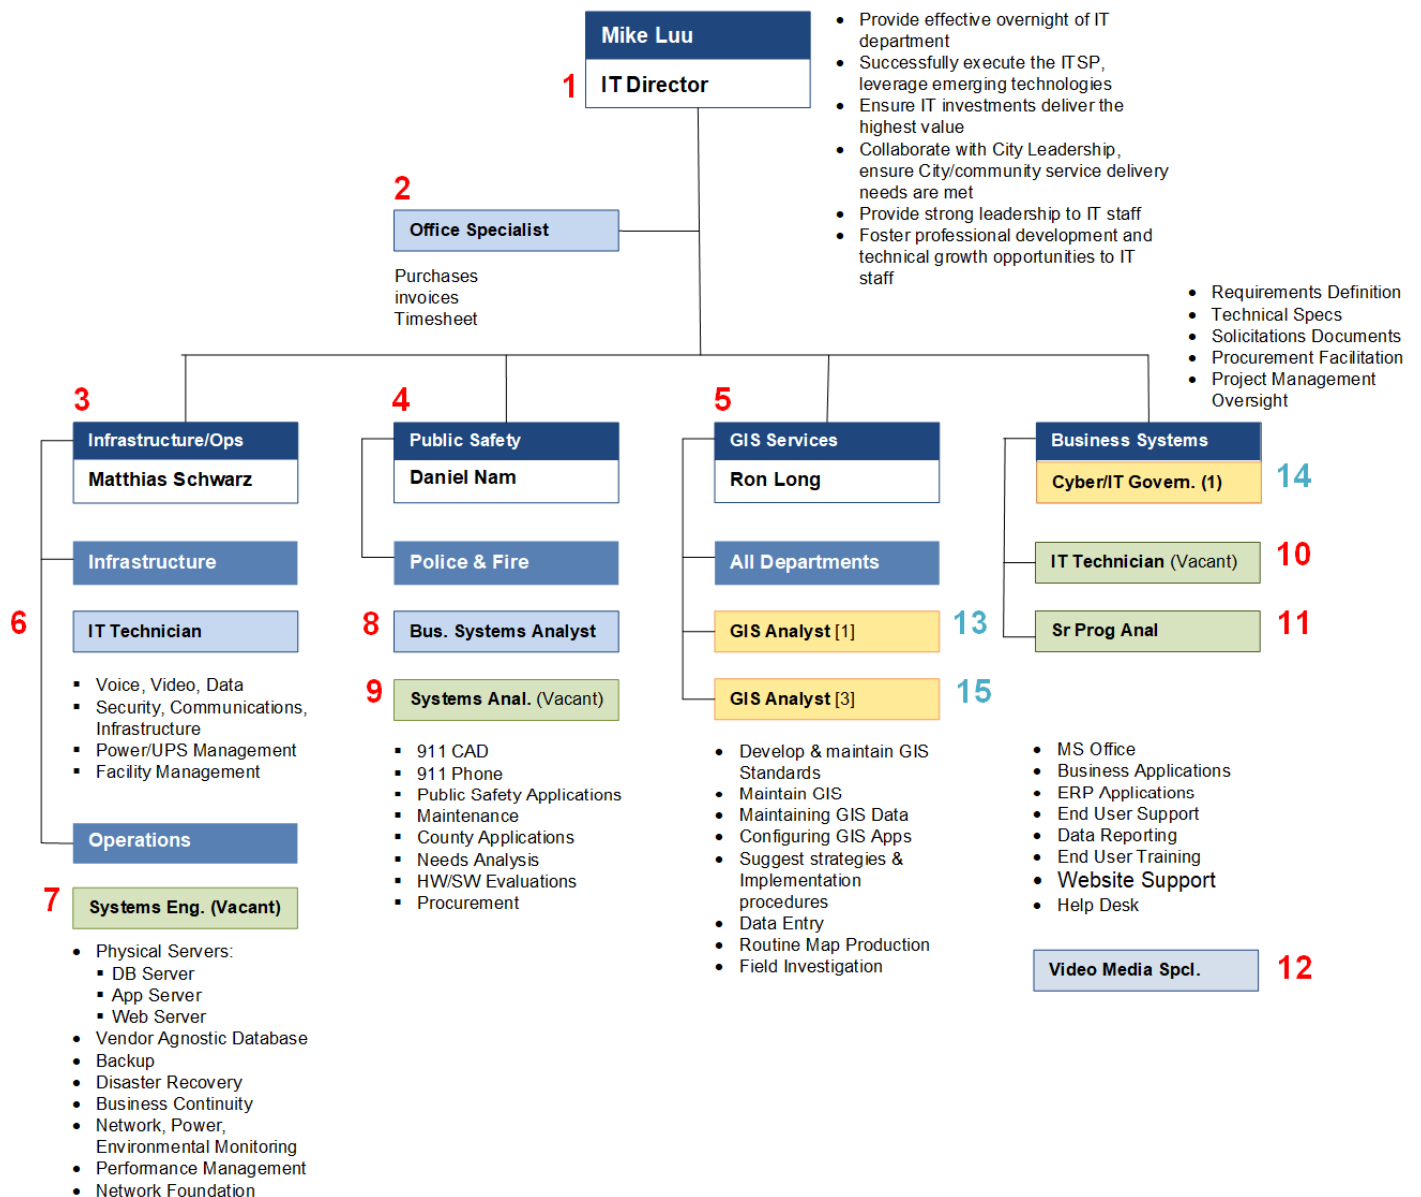 Mike Luu
1
IT Director
• Provide effective overnight of IT
department
• Successfully execute the ITSP,
leverage emerging technologies
• Ensure IT investments deliver the
highest value
• Collaborate with City Leadership,
ensure City/community service delivery
needs are met
• Provide strong leadership to IT staff
• Foster professional development and
technical growth opportunities to IT
staff
2
Office Specialist
Purchases
invoices
Timesheet
• Requirements Definition
• Technical Specs
• Solicitations Documents
• Procurement Facilitation
• Project Management
Oversight
3
Infrastructure/Ops
Matthias Schwarz
Infrastructure
6
IT Technician
▪ Voice, Video, Data
▪ Security, Communications,
Infrastructure
▪ Power/UPS Management
▪ Facility Management
Operations
7
Systems Eng. (Vacant)
• Physical Servers:
▪ DB Server
▪ App Server
▪ Web Server
• Vendor Agnostic Database
• Backup
• Disaster Recovery
• Business Continuity
• Network, Power,
Environmental Monitoring
• Performance Management
• Network Foundation
4
Public Safety
Daniel Nam
Police & Fire
8
Bus. Systems Analyst
9
Systems Anal. (Vacant)
▪ 911 CAD
▪ 911 Phone
▪ Public Safety Applications
▪ Maintenance
▪ County Applications
▪ Needs Analysis
▪ HW/SW Evaluations
▪ Procurement
5
GIS Services
Ron Long
All Departments
GIS Analyst [1]
13
GIS Analyst [3]
15
• Develop & maintain GIS
Standards
• Maintain GIS
• Maintaining GIS Data
• Configuring GIS Apps
• Suggest strategies &
Implementation
procedures
• Data Entry
• Routine Map Production
• Field Investigation
Business Systems
Cyber/IT Govern. (1)
14
IT Technician (Vacant)
10
Sr Prog Anal
11
• MS Office
• Business Applications
• ERP Applications
• End User Support
• Data Reporting
• End User Training
• Website Support
• Help Desk
Video Media Spcl.
12